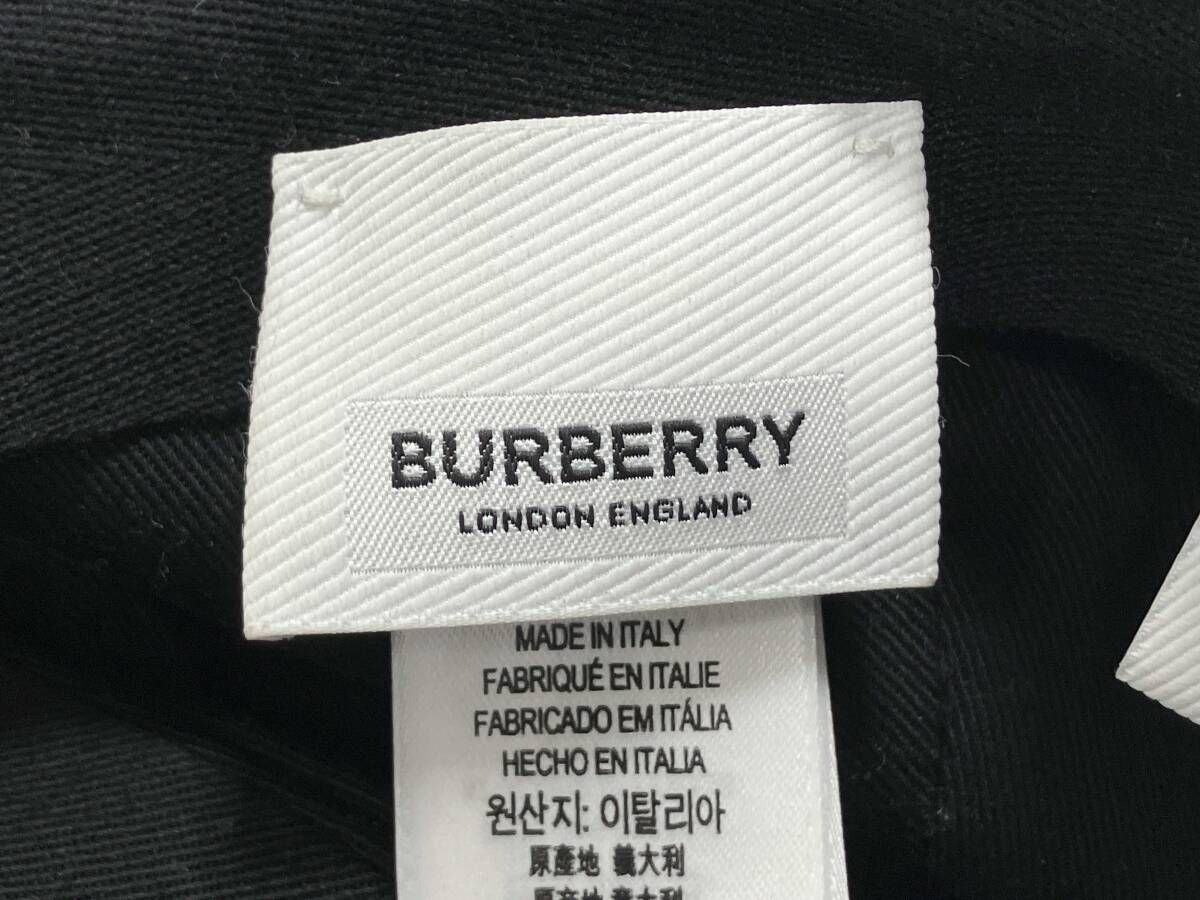 BURBERRY
LONDON ENGLAND
MADE IN ITALY
FABRIQUÉ EN ITALIE
FABRICADO EM ITÁLIA
HECHO EN ITALIA
원산지: 이탈리아
原產地 義大利